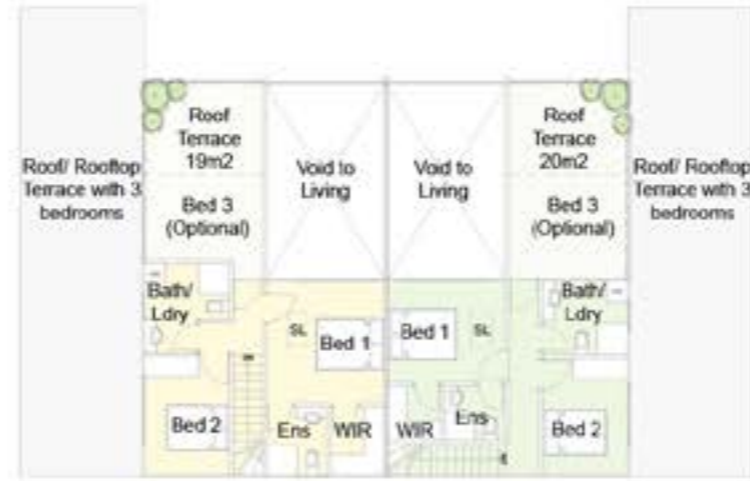 Roof
Terrace
19m2
Void to
Living
Void to
Living
Roof
Terrace
20m2
Roof/ Rooftop
Terrace with 3
bedrooms
Roof/ Rooftop
Terrace with 3
bedrooms
Bed 3
(Optional)
Bed 3
(Optional)
Bath/
Ldry
SL
Bed 1
Bed 1
SL
Bath/
Ldry
Bed 2
Ens
WIR
WIR
Ens
Bed 2